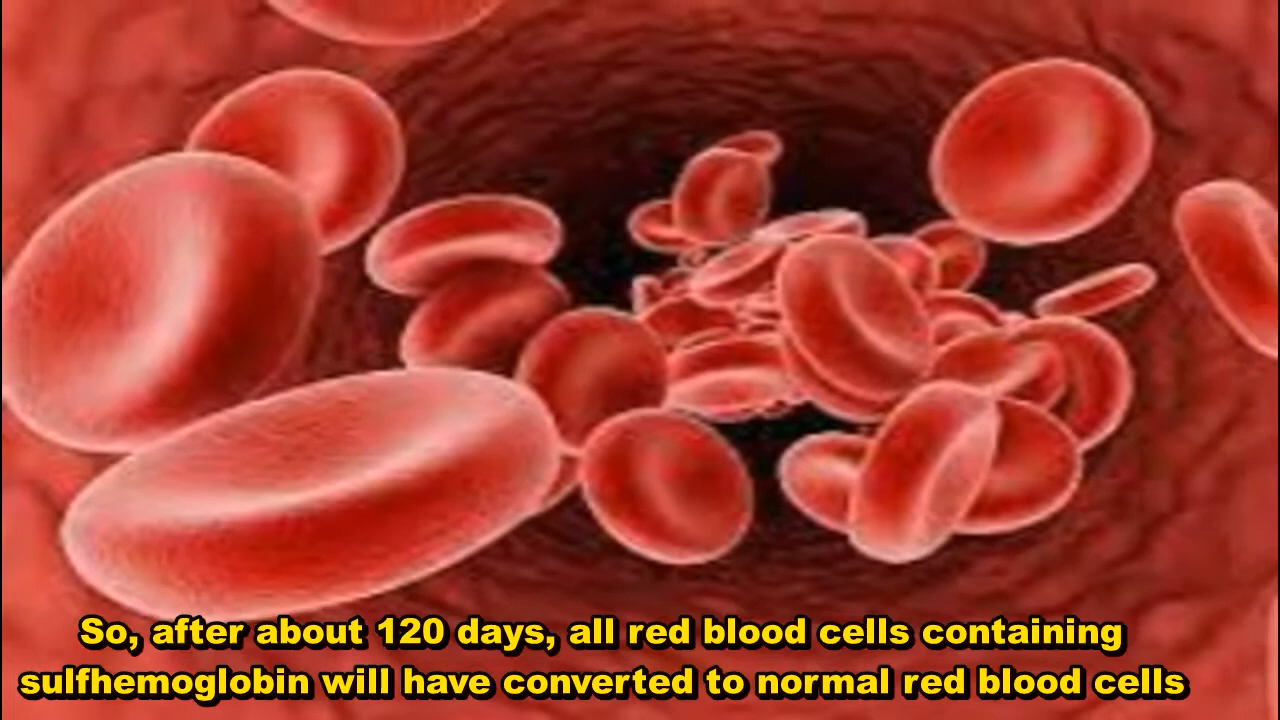 So, after about 120 days, all red blood cells containing
sulfhemoglobin will have converted to normal red blood cells